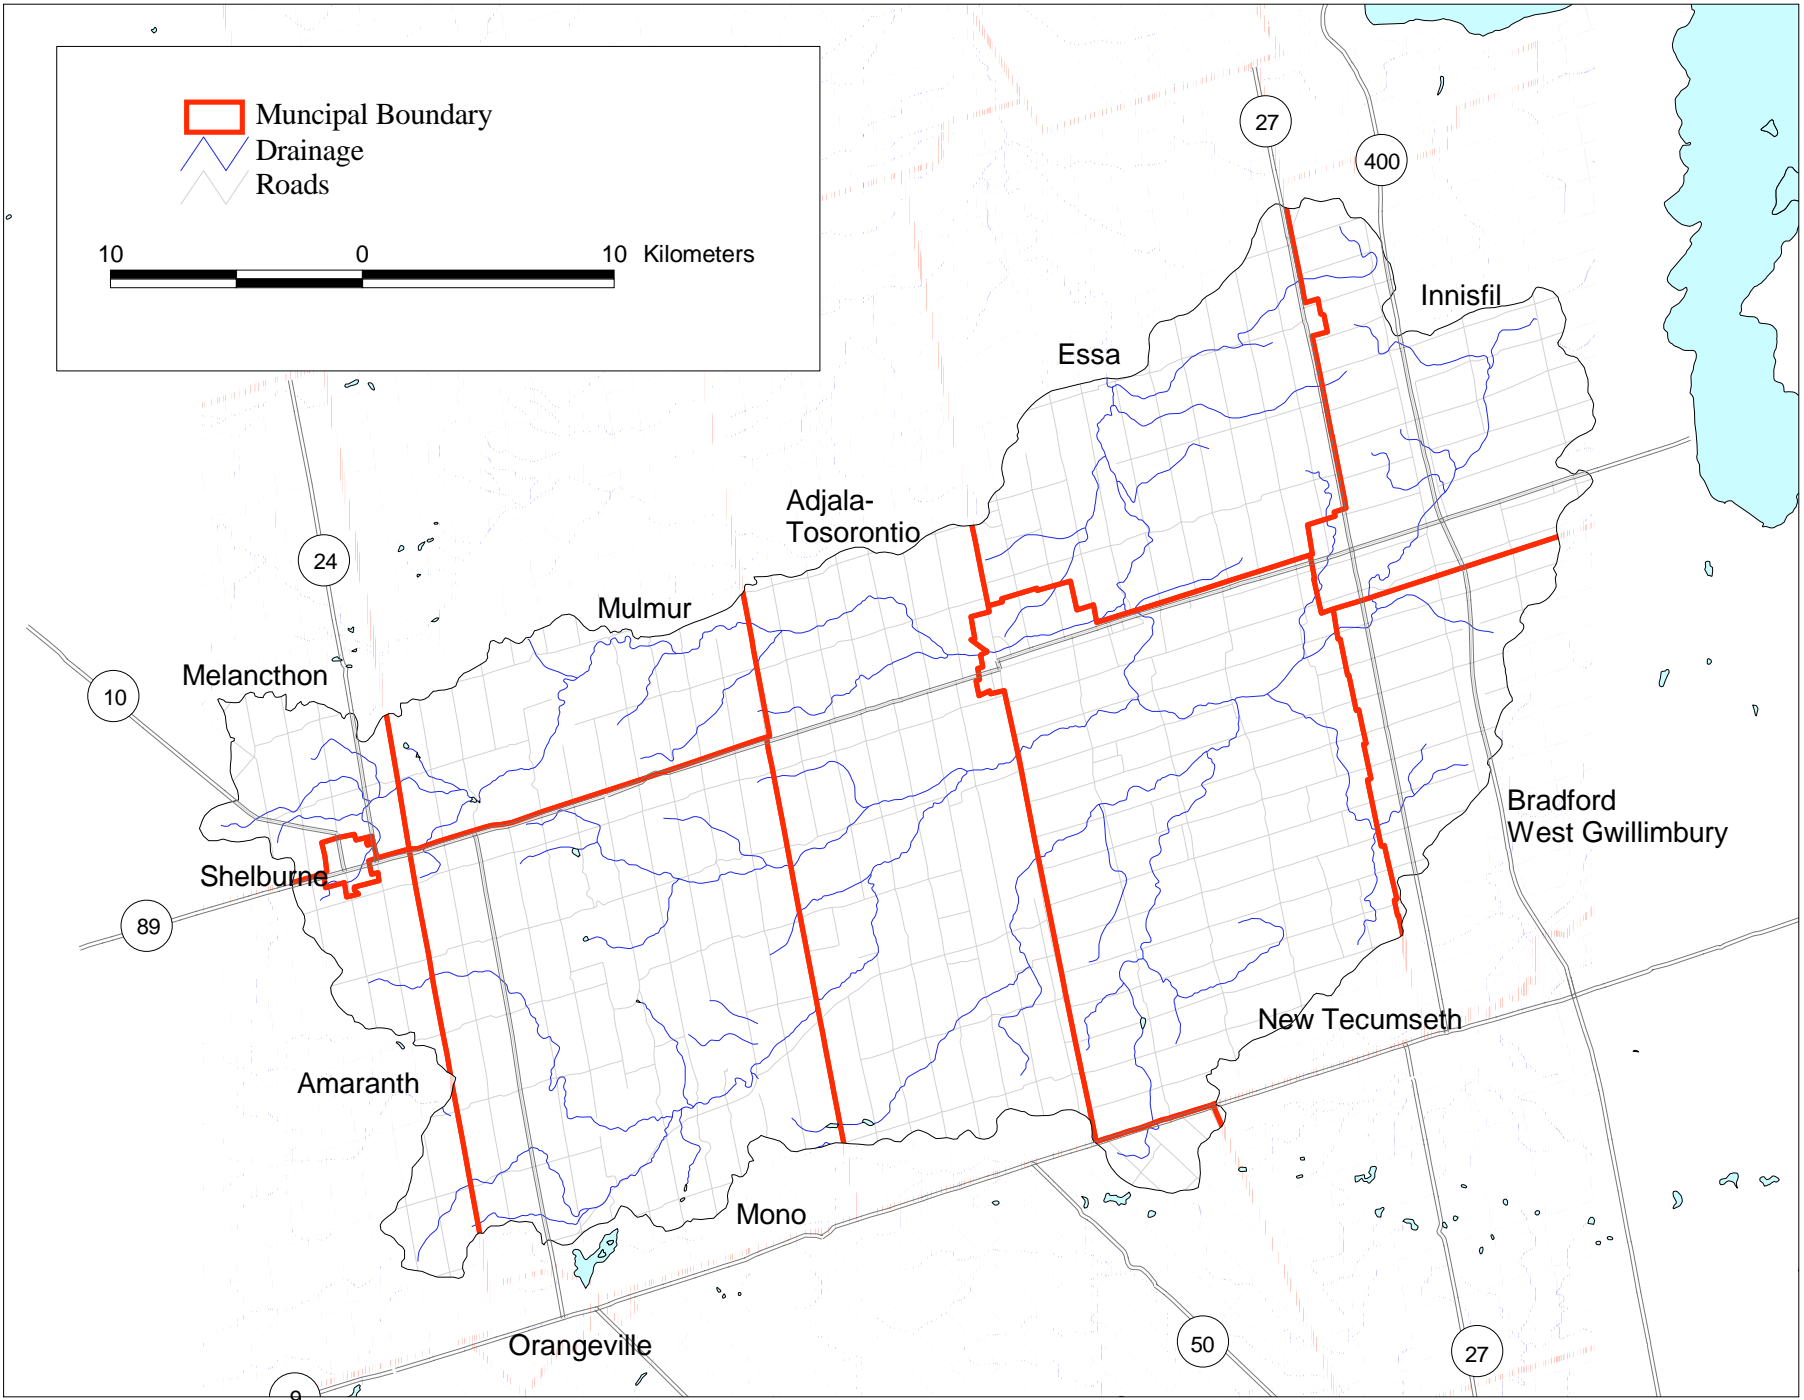 Muncipal Boundary
Drainage
Roads
10 0 10 Kilometers
27
400
Innisfil
Essa
Adjala-
Tosorontio
24
Mulmur
Melancthon
10
Bradford
West Gwillimbury
Shelburne
89
New Tecumseth
Amaranth
Mono
Orangeville
50
27
9